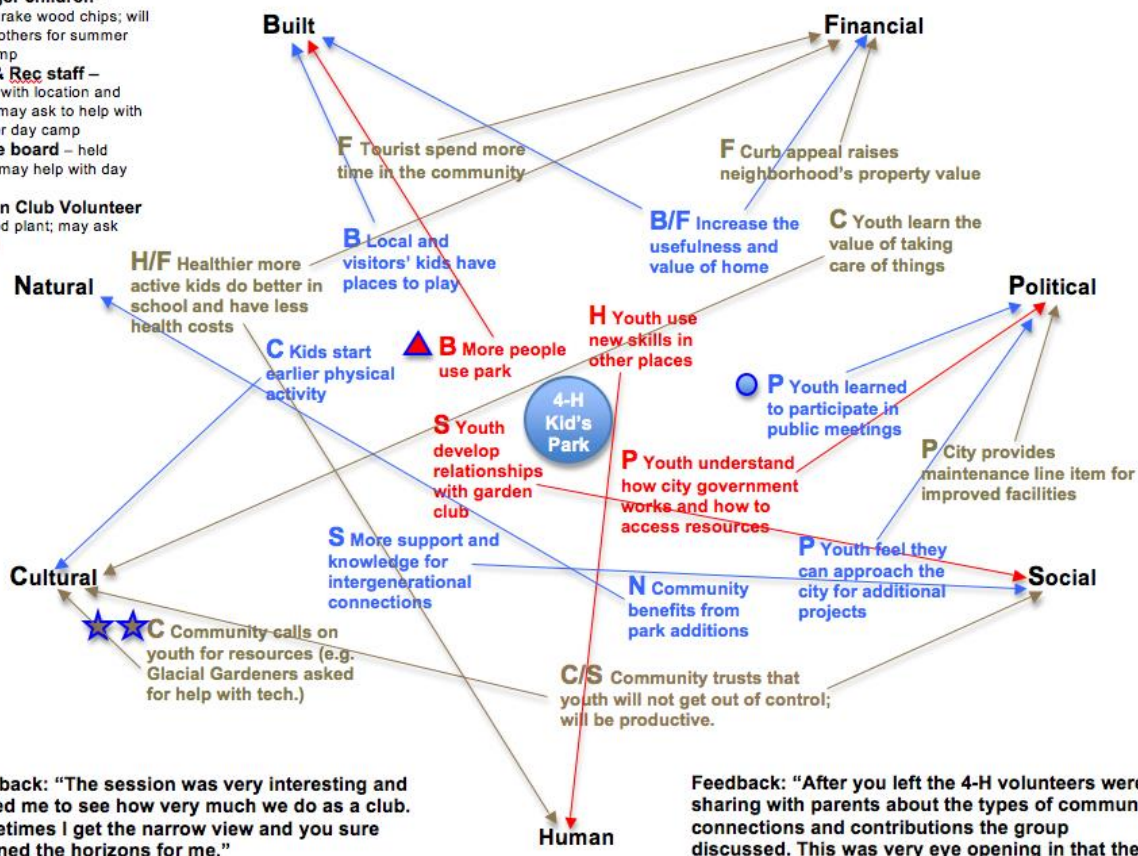 rake wood chips; will
others for summer
Rec staff –
with location and
may ask to help with
day camp
board – held
may help with day
Club Volunteer
plant; may ask
Built
Financial
F Tourist spend more
time in the community
F Curb appeal raises
neighborhood's property value
B Local and
visitors' kids have
places to play
B/F Increase the
usefulness and
value of home
C Youth learn the
value of taking
care of things
H/F Healthier more
active kids do better in
school and have less
health costs
Natural
Political
C Kids start
earlier physical
activity
B More people
use park
H Youth use
new skills in
other places
4-H
Kid's
Park
P Youth learned
to participate in
public meetings
S Youth
develop
relationships
with garden
club
P Youth understand
how city government
works and how to
access resources
P City provides
maintenance line item for
improved facilities
S More support and
knowledge for
intergenerational
connections
P Youth feel they
can approach the
city for additional
projects
N Community
benefits from
park additions
Cultural
Social
C Community calls on
youth for resources (e.g.
Glacial Gardeners asked
for help with tech.)
C/S Community trusts that
youth will not get out of control;
will be productive.
Human
back: "The session was very interesting and
ed me to see how very much we do as a club.
etimes I get the narrow view and you sure
ned the horizons for me."
Feedback: "After you left the 4-H volunteers were
sharing with parents about the types of commun
connections and contributions the group
discussed. This was very eye opening in that the